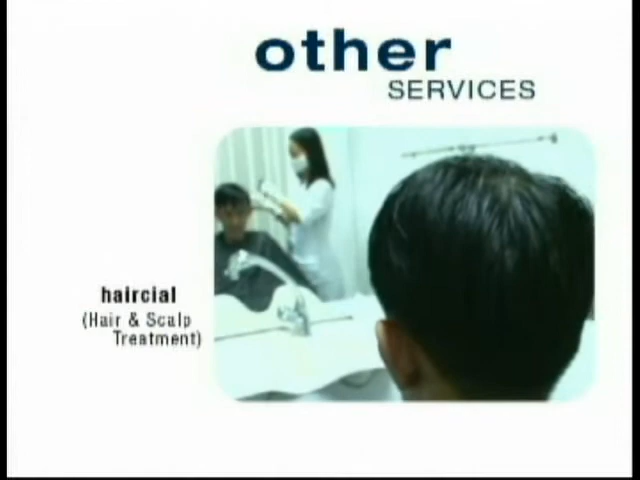 other
SERVICES
haircial
(Hair & Scalp
Treatment)